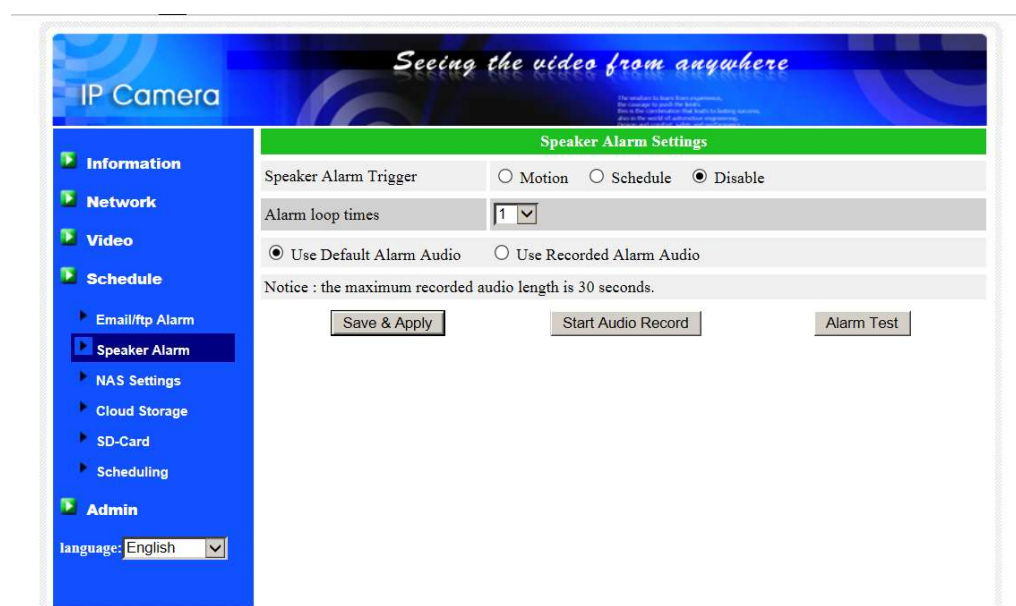 Seeing the video from anywhere
IP Camera
Speaker Alarm Settings
Information
Network
Video
Schedule
Email/ftp Alarm
Speaker Alarm
NAS Settings
Cloud Storage
SD-Card
Scheduling
Admin
language: English
Speaker Alarm Trigger Motion Schedule Disable
Alarm loop times 1
Use Default Alarm Audio Use Recorded Alarm Audio
Notice : the maximum recorded audio length is 30 seconds.
Save & Apply Start Audio Record Alarm Test